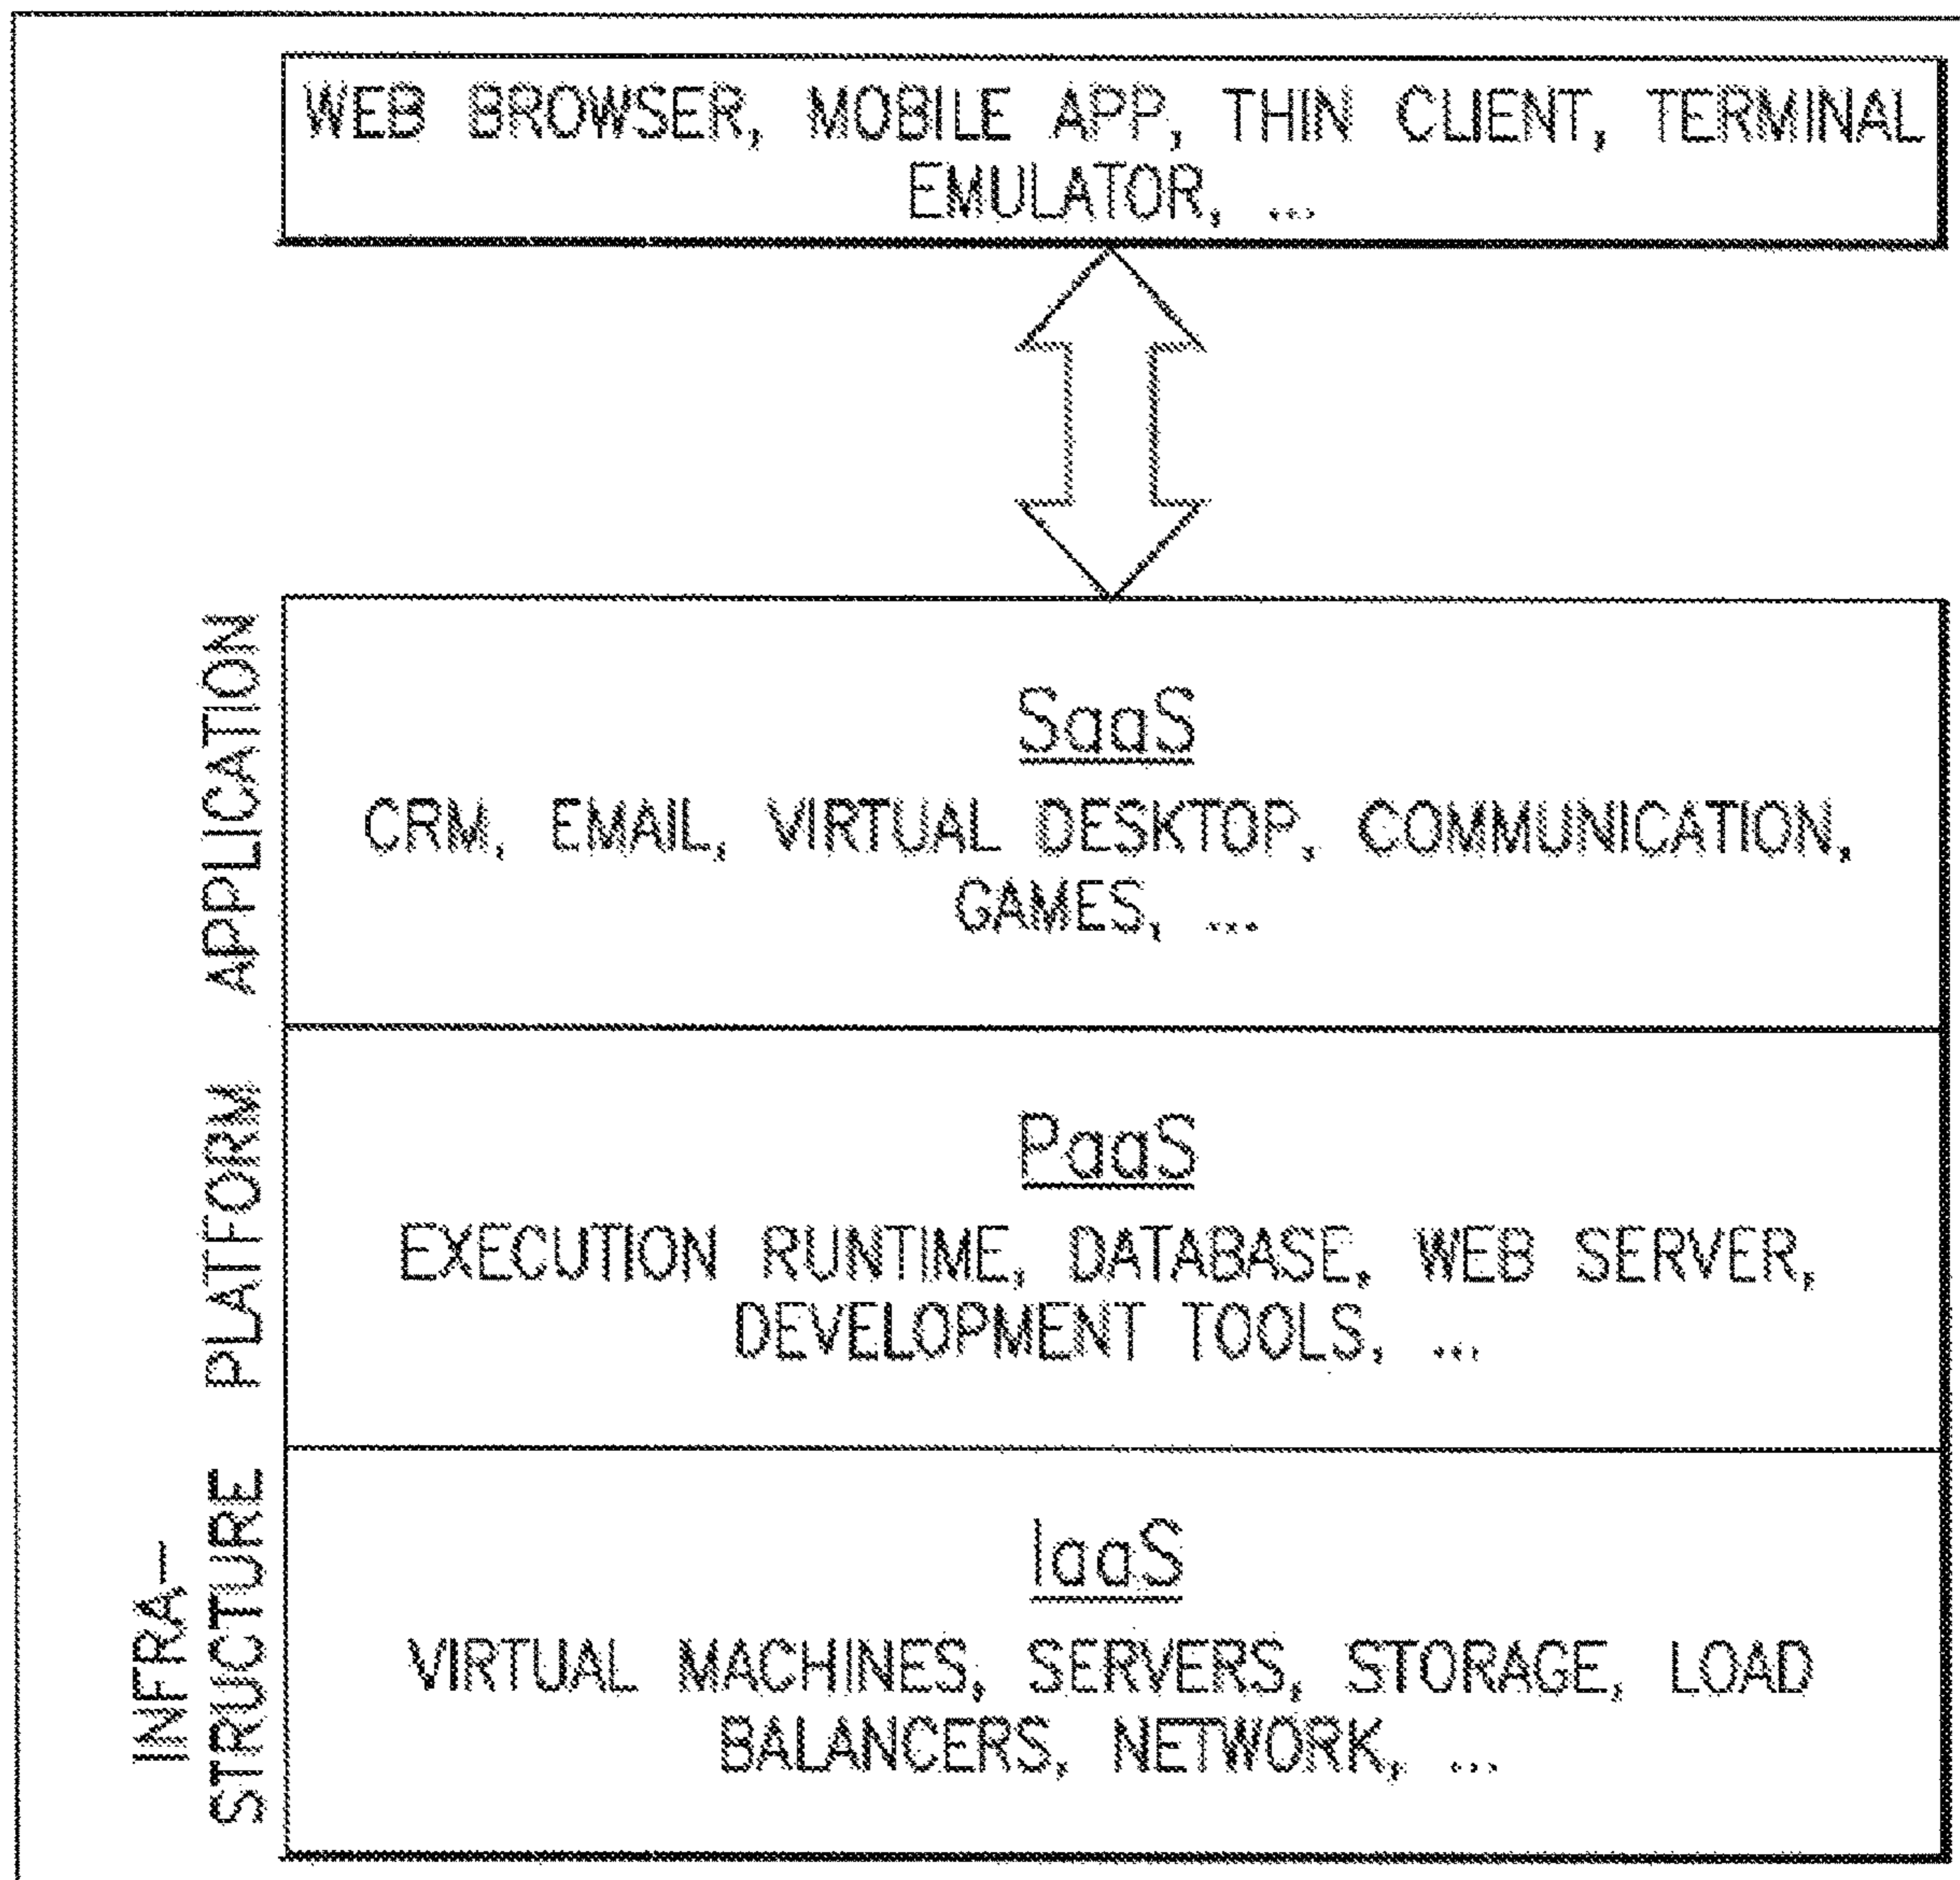 WEB BROWSER, MOBILE APP, THIN CLIENT, TERMINAL
EMULATOR, ...
APPLICATION
SaaS
CRM, EMAIL, VIRTUAL DESKTOP, COMMUNICATION,
GAMES, ...
PLATFORM
PaaS
EXECUTION RUNTIME, DATABASE, WEB SERVER,
DEVELOPMENT TOOLS, ...
INFRA-
STRUCTURE
IaaS
VIRTUAL MACHINES, SERVERS, STORAGE, LOAD
BALANCERS, NETWORK, ...